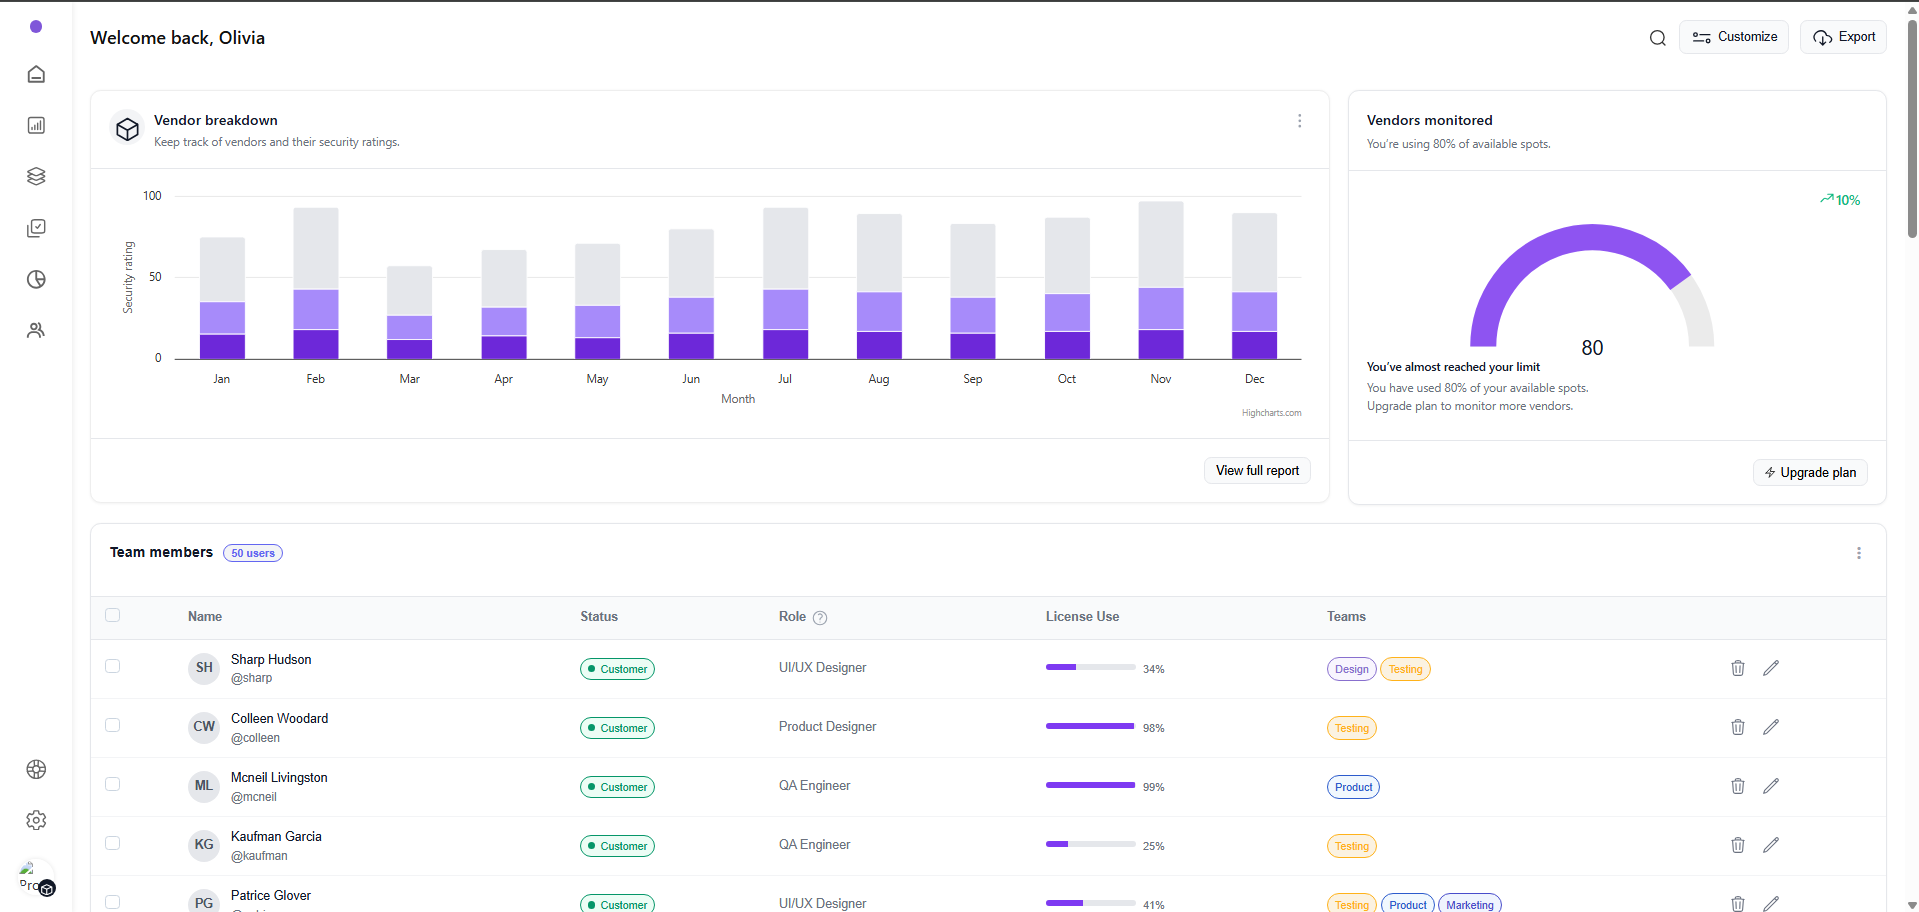 Welcome back, Olivia
Customize
Export
Vendor breakdown
Keep track of vendors and their security ratings.
100
50
0
Security rating
Jan Feb Mar Apr May Jun Jul Aug Sep Oct Nov Dec
Month
Highcharts.com
View full report
Vendors monitored
You're using 80% of available spots.
10%
80
You've almost reached your limit
You have used 80% of your available spots.
Upgrade plan to monitor more vendors.
Upgrade plan
Team members 50 users
Name Status Role License Use Teams
SH Sharp Hudson Customer UI/UX Designer 34% Design Testing
@sharp
CW Colleen Woodard Customer Product Designer 98% Testing
@colleen
ML Mcneil Livingston Customer QA Engineer 99% Product
@mcneil
KG Kaufman Garcia Customer QA Engineer 25% Testing
@kaufman
PG Patrice Glover Customer UI/UX Designer 41% Testing Product Marketing